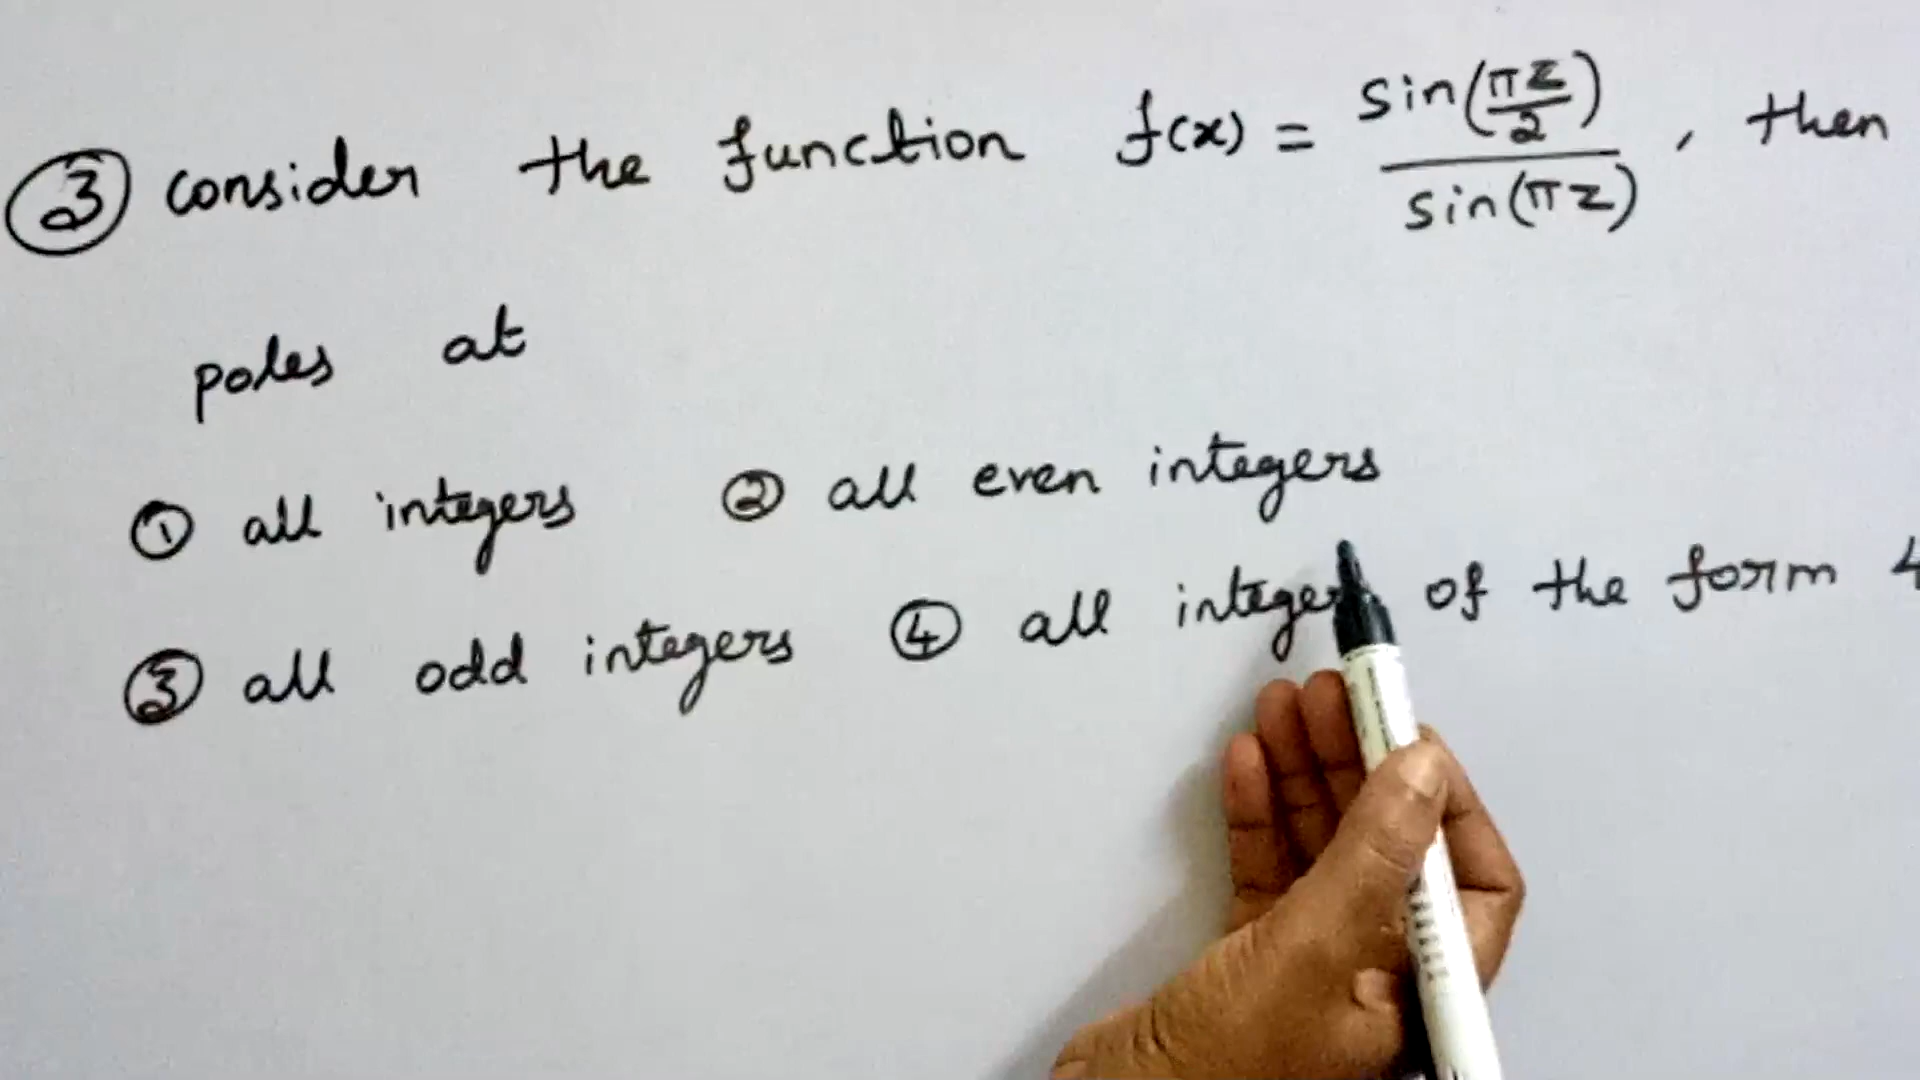 ③ consider the function f(x) = sin(πz/2) / sin(πz) , then
poles at
① all integers ② all even integers
③ all odd integers ④ all integers of the form 4